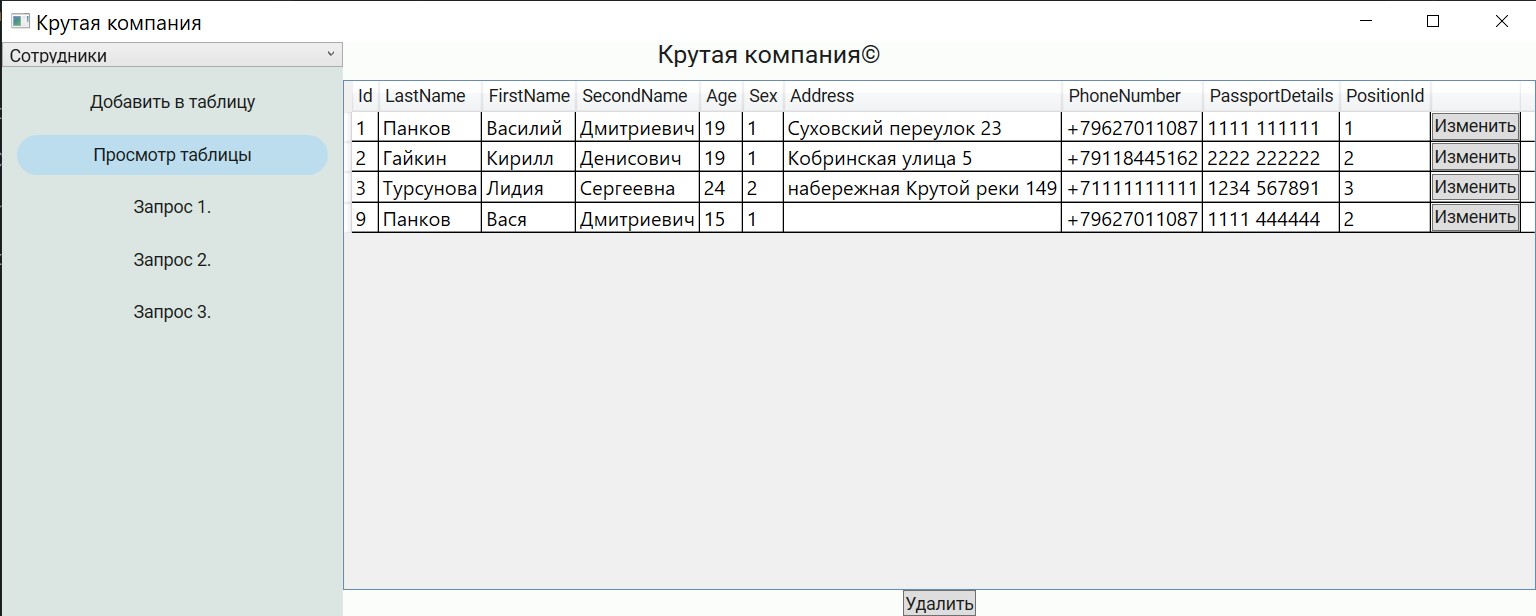 Крутая компания
Сотрудники
Крутая компания©
Добавить в таблицу
Просмотр таблицы
Запрос 1.
Запрос 2.
Запрос 3.
Id LastName FirstName SecondName Age Sex Address PhoneNumber PassportDetails PositionId
1 Панков Василий Дмитриевич 19 1 Суховский переулок 23 +79627011087 1111 111111 1 Изменить
2 Гайкин Кирилл Денисович 19 1 Кобринская улица 5 +79118445162 2222 222222 2 Изменить
3 Турсунова Лидия Сергеевна 24 2 набережная Крутой реки 149 +71111111111 1234 567891 3 Изменить
9 Панков Вася Дмитриевич 15 1 +79627011087 1111 444444 2 Изменить
Удалить